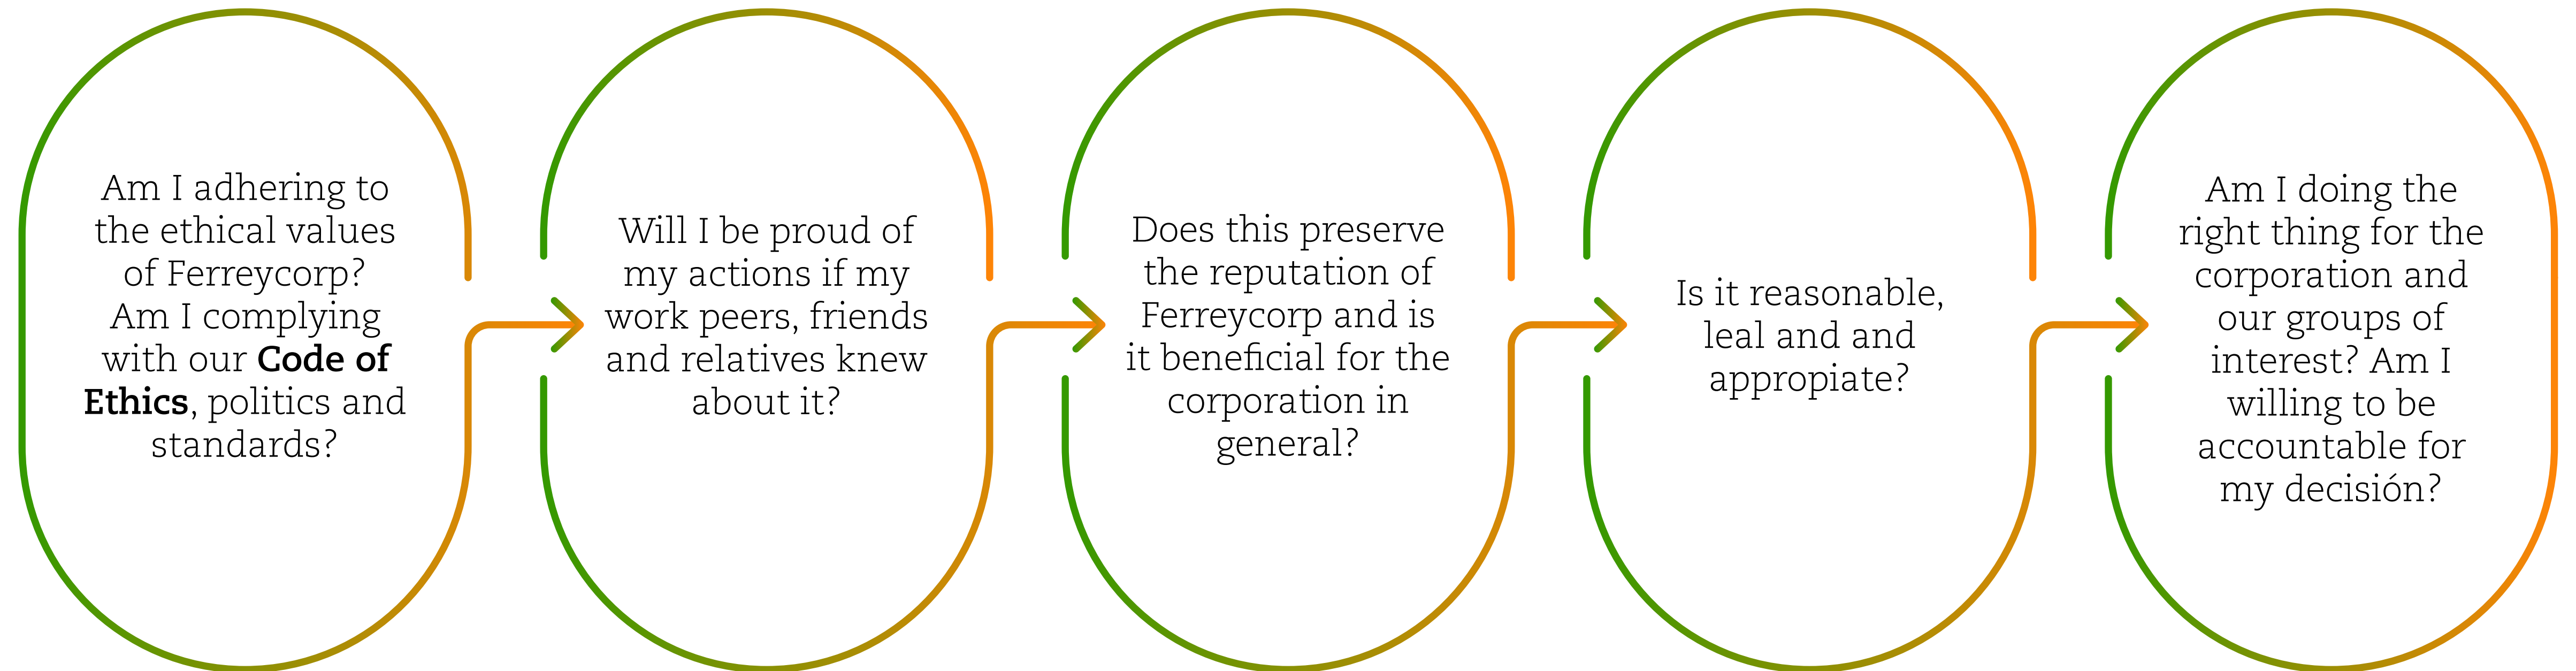 Am I adhering to
the ethical values
of Ferreycorp?
Am I complying
with our Code of
Ethics, politics and
standards?
Will I be proud of
my actions if my
work peers, friends
and relatives knew
about it?
Does this preserve
the reputation of
Ferreycorp and is
it beneficial for the
corporation in
general?
Is it reasonable,
leal and and
appropiate?
Am I doing the
right thing for the
corporation and
our groups of
interest? Am I
willing to be
accountable for
my decisión?